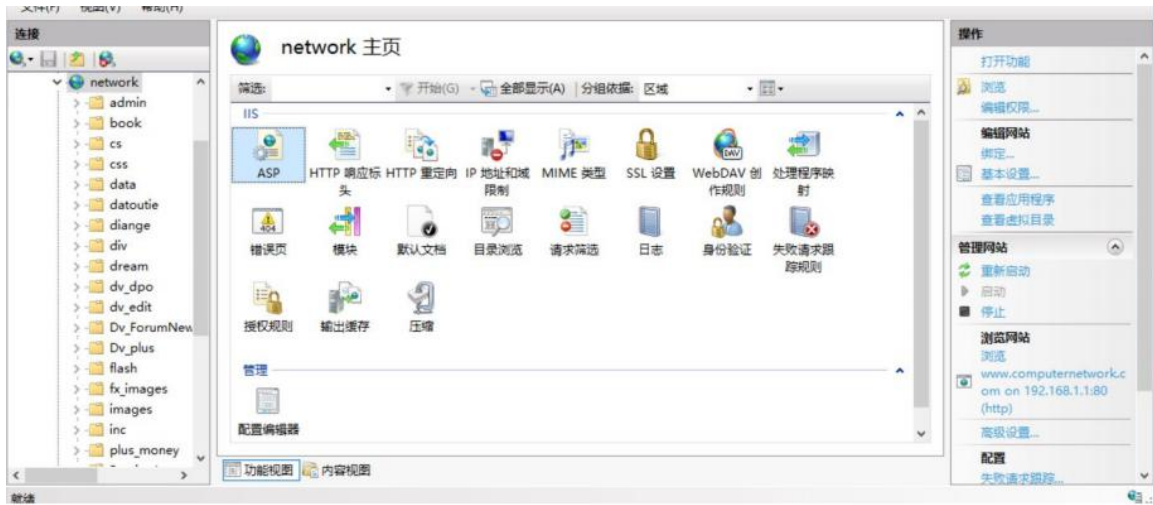 文件(F) 视图(V) 帮助(H)
连接
network
admin
book
cs
css
data
datoutie
diange
div
dream
dv_dpo
dv_edit
Dv_ForumNew
Dv_plus
flash
fx_images
images
inc
plus_money
network 主页
筛选: 开始(G) 全部显示(A) 分组依据: 区域
IIS
ASP
HTTP 响应标
头
HTTP 重定向
IP 地址和域
限制
MIME 类型
SSL 设置
WebDAV 创
作规则
处理程序映
射
错误页
模块
默认文档
目录浏览
请求筛选
日志
身份验证
失败请求跟
踪规则
授权规则
输出缓存
压缩
管理
配置编辑器
功能视图 内容视图
操作
打开功能
浏览
编辑权限...
编辑网站
绑定...
基本设置...
查看应用程序
查看虚拟目录
管理网站
重新启动
启动
停止
浏览网站
浏览
www.computernetwork.c
om on 192.168.1.1:80
(http)
高级设置...
配置
失败请求跟踪...
就绪